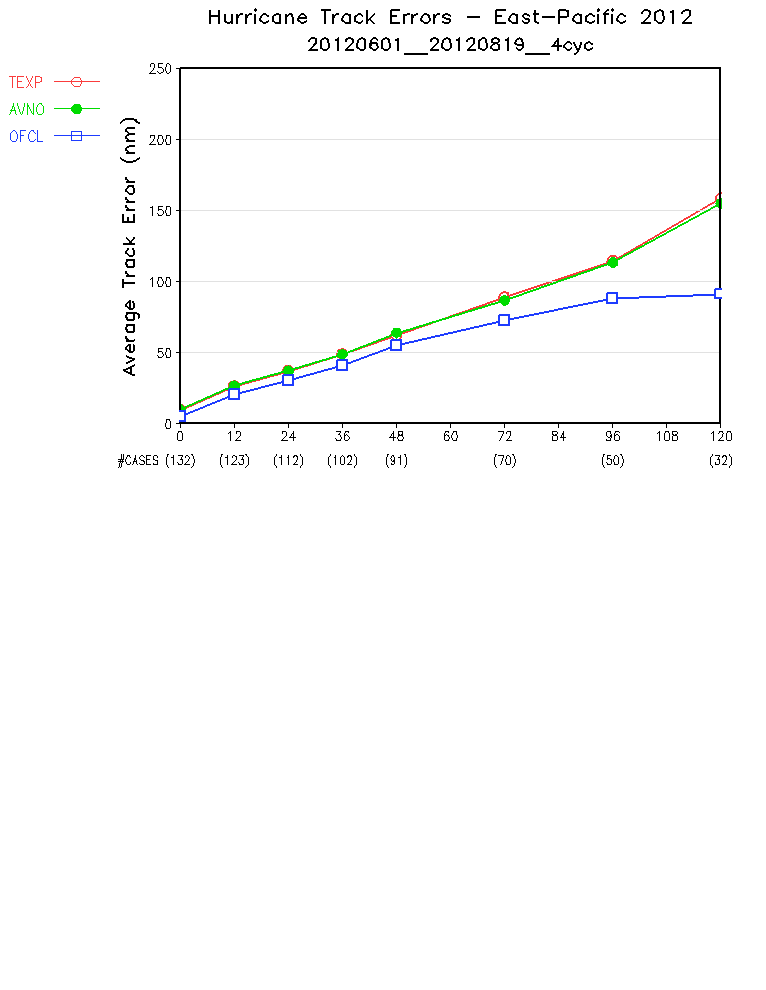 Hurricane Track Errors - East-Pacific 2012
20120601__20120819__4cyc
TEXP
AVNO
OFCL
Average Track Error (nm)
250
200
150
100
50
0
0 12 24 36 48 60 72 84 96 108 120
#CASES (132) (123) (112) (102) (91) (70) (50) (32)